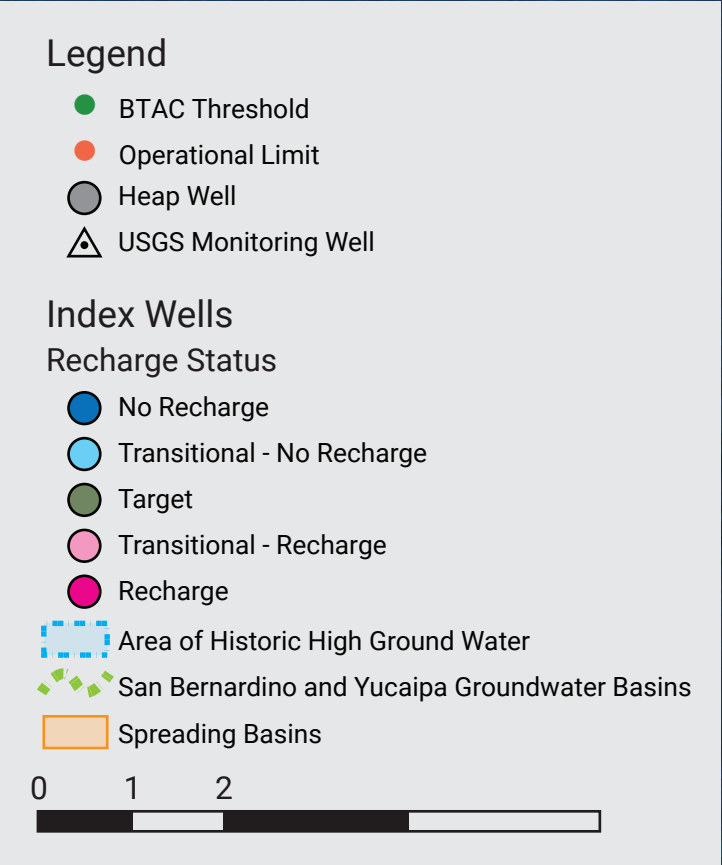 Legend
BTAC Threshold
Operational Limit
Heap Well
USGS Monitoring Well
Index Wells
Recharge Status
No Recharge
Transitional - No Recharge
Target
Transitional - Recharge
Recharge
Area of Historic High Ground Water
San Bernardino and Yucaipa Groundwater Basins
Spreading Basins
0 1 2